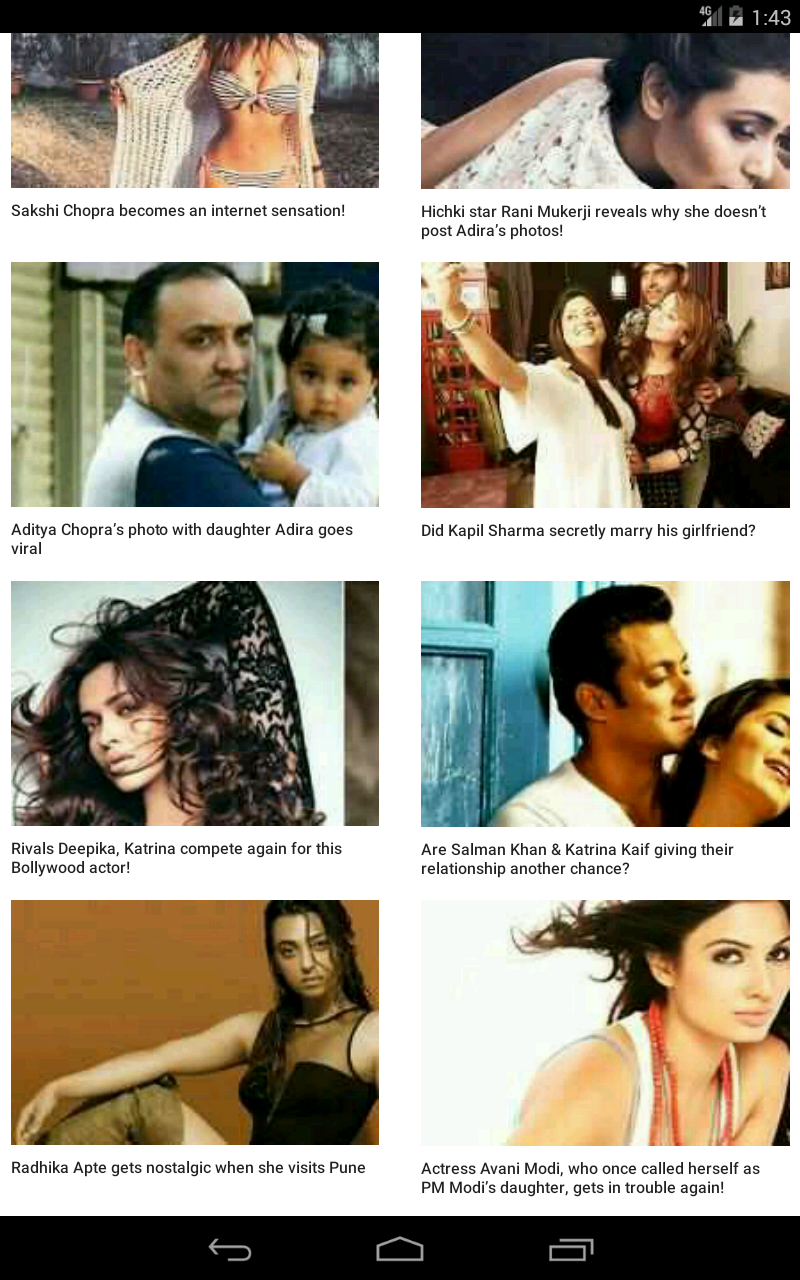 4G 1:43
Sakshi Chopra becomes an internet sensation!
Hichki star Rani Mukerji reveals why she doesn’t
post Adira’s photos!
Aditya Chopra’s photo with daughter Adira goes
viral
Did Kapil Sharma secretly marry his girlfriend?
Rivals Deepika, Katrina compete again for this
Bollywood actor!
Are Salman Khan & Katrina Kaif giving their
relationship another chance?
Radhika Apte gets nostalgic when she visits Pune
Actress Avani Modi, who once called herself as
PM Modi’s daughter, gets in trouble again!